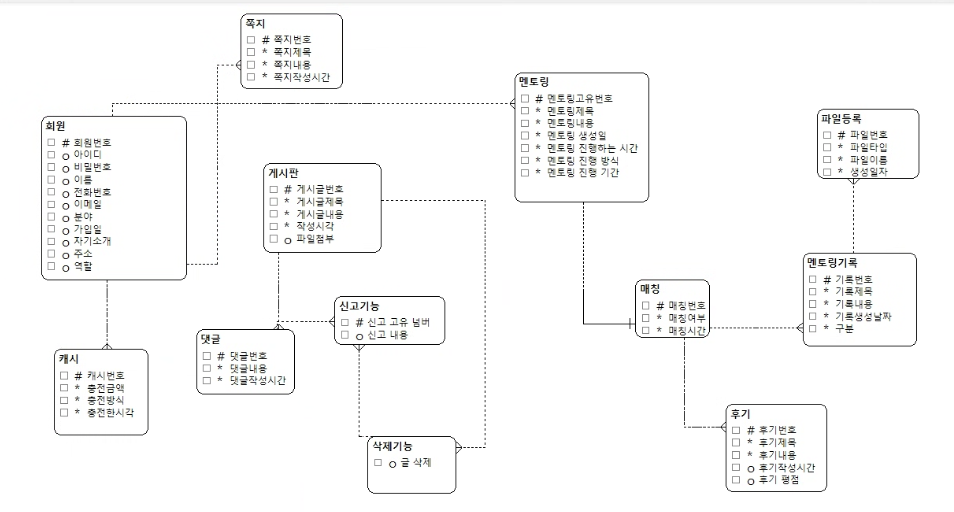 쪽지
# 쪽지번호
* 쪽지제목
* 쪽지내용
* 쪽지작성시간
회원
# 회원번호
o 아이디
o 비밀번호
o 이름
o 전화번호
o 이메일
o 분야
o 가입일
o 자기소개
o 주소
o 역할
게시판
# 게시글번호
* 게시글제목
* 게시글내용
* 작성시각
o 파일첨부
멘토링
# 멘토링고유번호
* 멘토링제목
* 멘토링내용
* 멘토링 생성일
* 멘토링 진행하는 시간
* 멘토링 진행 방식
* 멘토링 진행 기간
파일등록
# 파일번호
* 파일타입
* 파일이름
* 생성일자
멘토링기록
# 기록번호
* 기록제목
* 기록내용
* 기록생성날짜
* 구분
매칭
# 매칭번호
* 매칭여부
* 매칭시간
신고기능
# 신고 고유 넘버
o 신고 내용
댓글
# 댓글번호
* 댓글내용
* 댓글작성시간
캐시
# 캐시번호
* 충전금액
* 충전방식
* 충전한시각
삭제기능
o 글 삭제
후기
# 후기번호
* 후기제목
* 후기내용
o 후기작성시간
o 후기 평점